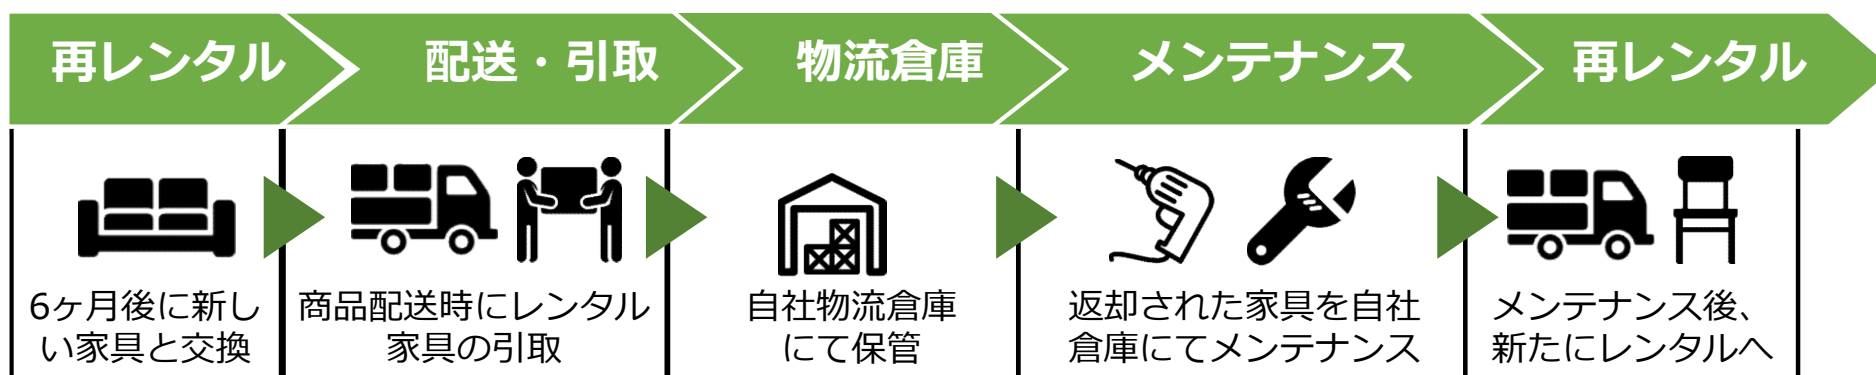 再レンタル
配送・引取
物流倉庫
メンテナンス
再レンタル
6ヶ月後に新し
い家具と交換
商品配送時にレンタル
家具の引取
自社物流倉庫
にて保管
返却された家具を自社
倉庫にてメンテナンス
メンテナンス後、
新たにレンタルへ